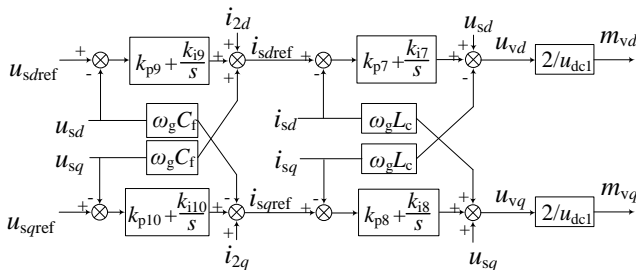 i2d usd
usdref + - kp9 + ki9/s + + + isdref + - kp7 + ki7/s + + - uvd 2/udc1 mvd
usd ωgCf isd ωgLc
usq ωgCf isq ωgLc
usqref + - kp10 + ki10/s + - + isqref + - kp8 + ki8/s + + + uvq 2/udc1 mvq
i2q usq